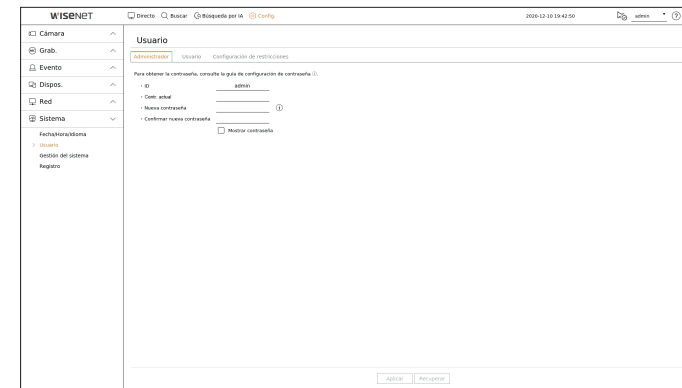 WISENET
Directo Buscar Búsqueda por IA Config. 2020-12-10 19:42:50 admin
Cámara
Grab.
Evento
Dispos.
Red
Sistema
Fecha/Hora/Idioma
Usuario
Gestión del sistema
Registro
Usuario
Administrador Usuario Configuración de restricciones
Para obtener la contraseña, consulte la guía de configuración de contraseña
ID admin
Contr. actual
Nueva contraseña
Confirmar nueva contraseña
Mostrar contraseña
Aplicar Recuperar